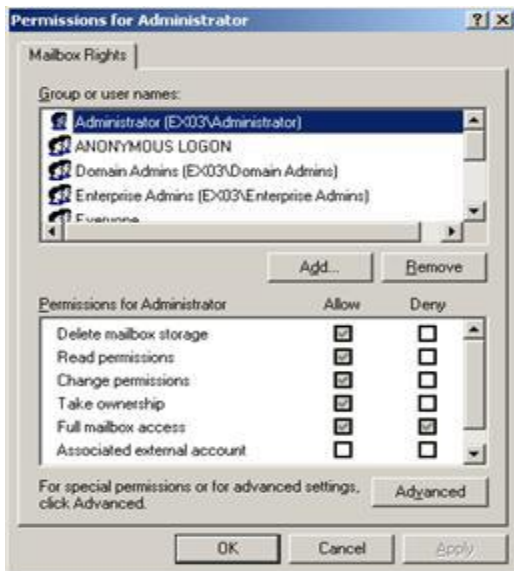 Permissions for Administrator
Mailbox Rights
Group or user names:
Administrator (EX03\Administrator)
ANONYMOUS LOGON
Domain Admins (EX03\Domain Admins)
Enterprise Admins (EX03\Enterprise Admins)
Everyone
Add... Remove
Permissions for Administrator Allow Deny
Delete mailbox storage
Read permissions
Change permissions
Take ownership
Full mailbox access
Associated external account
For special permissions or for advanced settings,
click Advanced.
Advanced
OK Cancel Apply